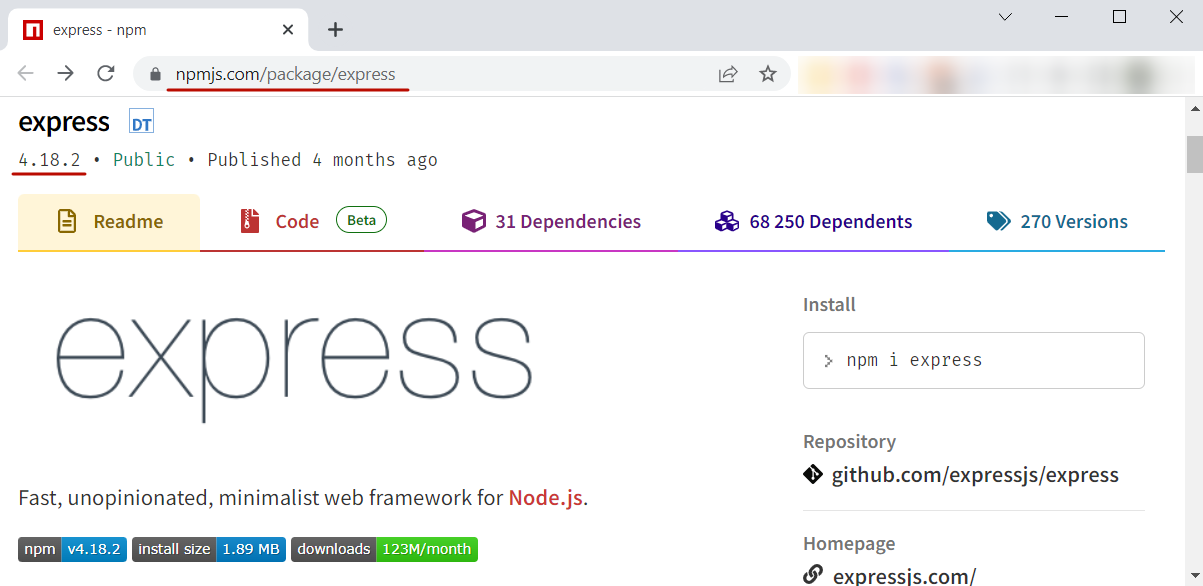 express - npm
npmjs.com/package/express
express DT
4.18.2 • Public • Published 4 months ago
Readme Code Beta 31 Dependencies 68 250 Dependents 270 Versions
express
Install
npm i express
Repository
github.com/expressjs/express
Fast, unopinionated, minimalist web framework for Node.js.
Homepage
npm v4.18.2 install size 1.89 MB downloads 123M/month
expressjs.com/